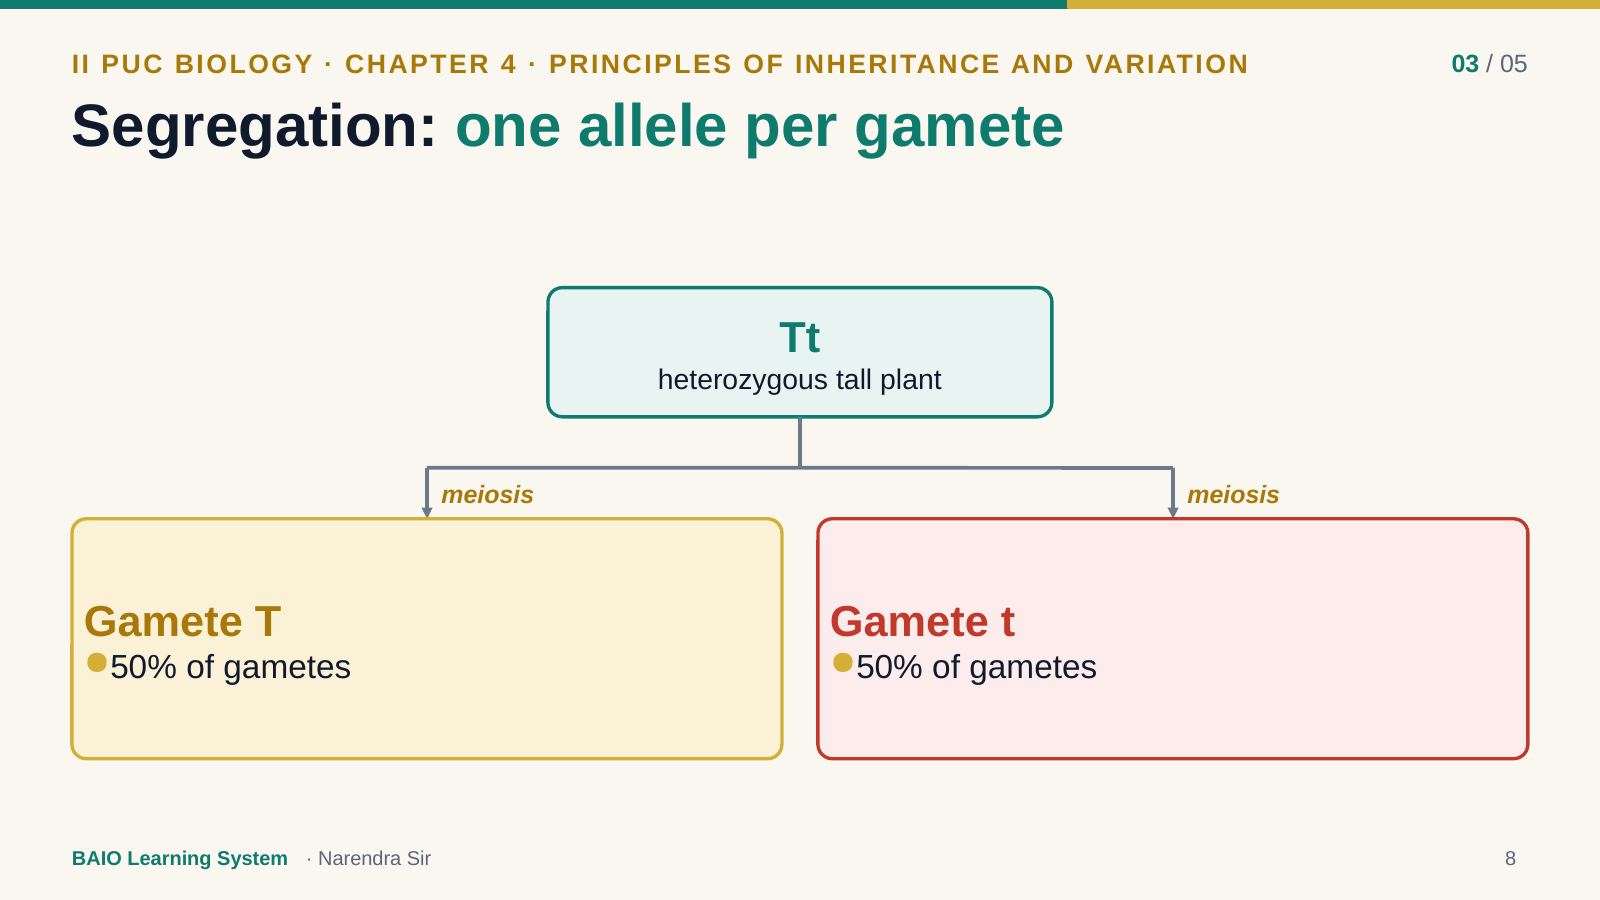 II PUC BIOLOGY · CHAPTER 4 · PRINCIPLES OF INHERITANCE AND VARIATION
03 / 05
Segregation: one allele per gamete
Tt
heterozygous tall plant
meiosis
meiosis
Gamete T
50% of gametes
Gamete t
50% of gametes
BAIO Learning System · Narendra Sir
8